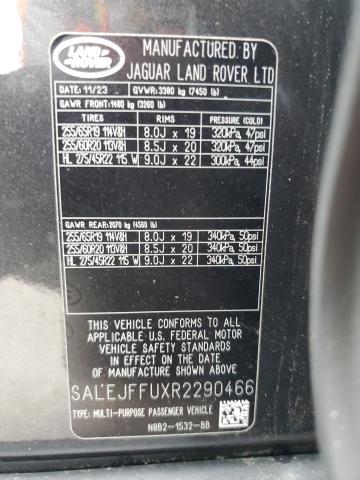 LAND
ROVER
MANUFACTURED BY
JAGUAR LAND ROVER LTD
DATE: 11/23 GVWR: 3380 kg (7450 lb)
GAWR FRONT: 1480 kg (3260 lb)
TIRES RIMS PRESSURE (COLD)
255/65R19 114V&H 8.0J x 19 320kPa, 47psi
255/60R20 113V&H 8.5J x 20 320kPa, 47psi
HL 275/45R22 115 W 9.0J x 22 300kPa, 44psi
GAWR REAR: 2070 kg (4560 lb)
255/65R19 114V&H 8.0J x 19 340kPa, 50psi
255/60R20 113V&H 8.5J x 20 340kPa, 50psi
HL 275/45R22 115 W 9.0J x 22 340kPa, 50psi
THIS VEHICLE CONFORMS TO ALL
APPLICABLE U.S. FEDERAL MOTOR
VEHICLE SAFETY STANDARDS
IN EFFECT ON THE DATE OF
MANUFACTURE SHOWN ABOVE.
SALEJFFUXR2290466
TYPE: MULTI-PURPOSE PASSENGER VEHICLE
N8B2-1532-BB